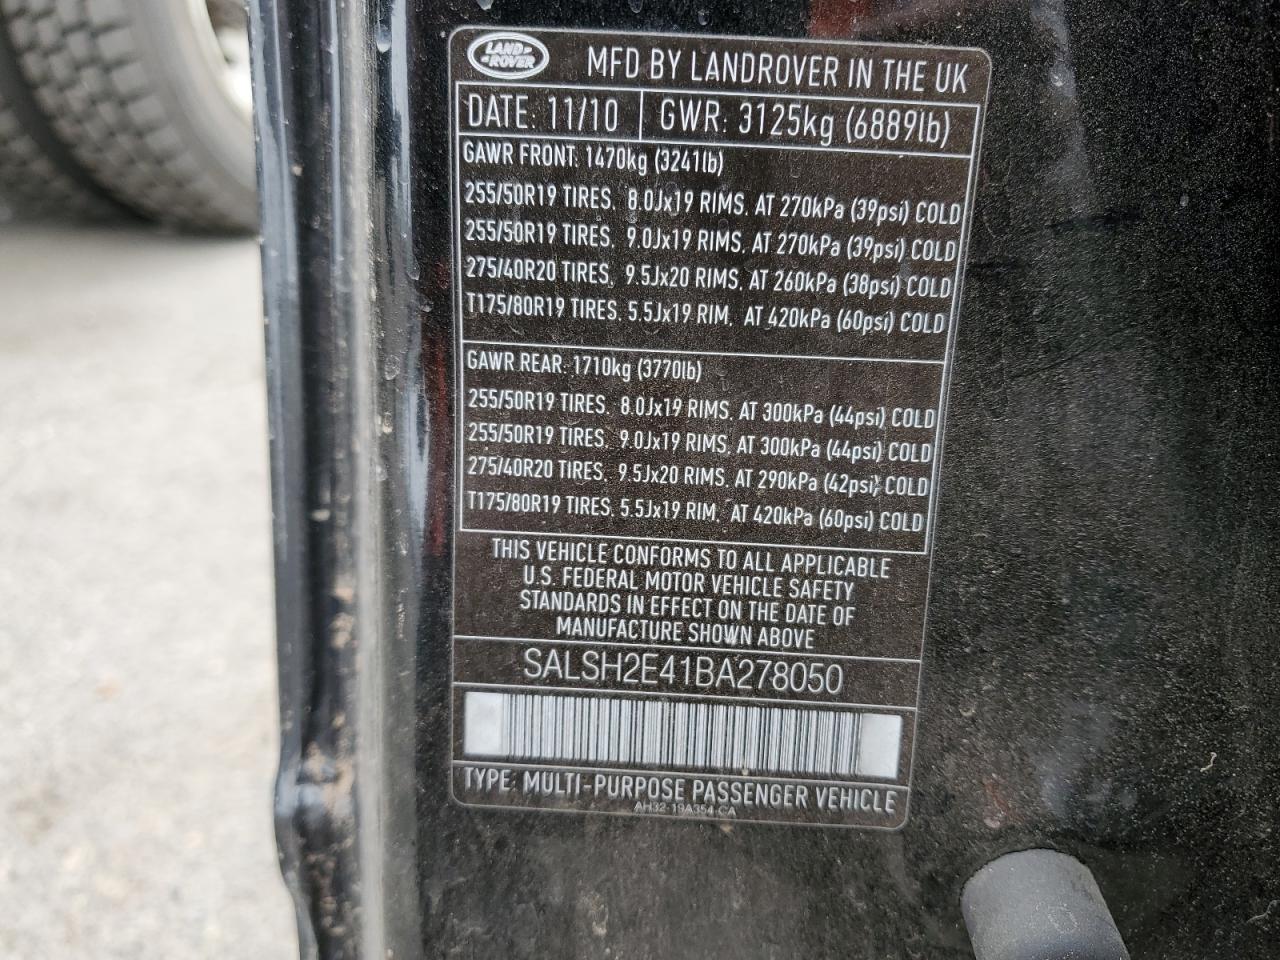 LAND
ROVER
MFD BY LANDROVER IN THE UK
DATE: 11/10 GWR: 3125kg (6889lb)
GAWR FRONT: 1470kg (3241lb)
255/50R19 TIRES, 8.0Jx19 RIMS, AT 270kPa (39psi) COLD
255/50R19 TIRES, 9.0Jx19 RIMS, AT 270kPa (39psi) COLD
275/40R20 TIRES, 9.5Jx20 RIMS, AT 260kPa (38psi) COLD
T175/80R19 TIRES, 5.5Jx19 RIM, AT 420kPa (60psi) COLD
GAWR REAR: 1710kg (3770lb)
255/50R19 TIRES, 8.0Jx19 RIMS, AT 300kPa (44psi) COLD
255/50R19 TIRES, 9.0Jx19 RIMS, AT 300kPa (44psi) COLD
275/40R20 TIRES, 9.5Jx20 RIMS, AT 290kPa (42psi) COLD
T175/80R19 TIRES, 5.5Jx19 RIM, AT 420kPa (60psi) COLD
THIS VEHICLE CONFORMS TO ALL APPLICABLE
U.S. FEDERAL MOTOR VEHICLE SAFETY
STANDARDS IN EFFECT ON THE DATE OF
MANUFACTURE SHOWN ABOVE
SALSH2E41BA278050
TYPE: MULTI-PURPOSE PASSENGER VEHICLE
AH32-19A354-CA